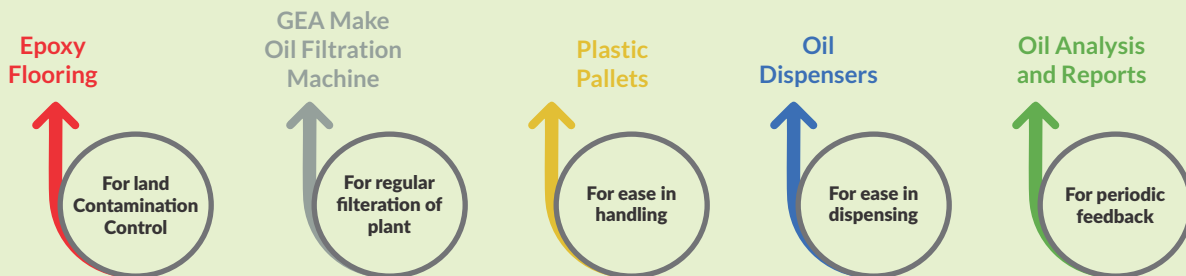 Epoxy
Flooring
For land
Contamination
Control
GEA Make
Oil Filtration
Machine
For regular
filteration of
plant
Plastic
Pallets
For ease in
handling
Oil
Dispensers
For ease in
dispensing
Oil Analysis
and Reports
For periodic
feedback